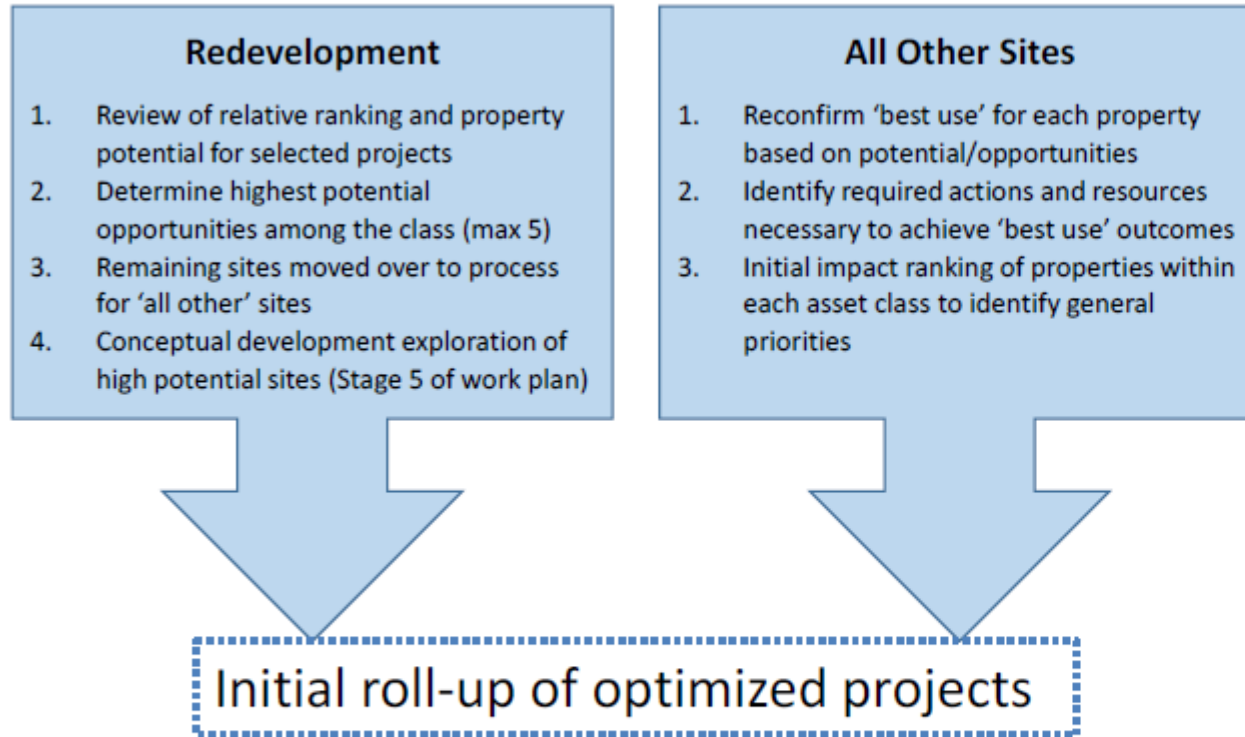 Redevelopment
1. Review of relative ranking and property
potential for selected projects
2. Determine highest potential
opportunities among the class (max 5)
3. Remaining sites moved over to process
for ‘all other’ sites
4. Conceptual development exploration of
high potential sites (Stage 5 of work plan)
All Other Sites
1. Reconfirm ‘best use’ for each property
based on potential/opportunities
2. Identify required actions and resources
necessary to achieve ‘best use’ outcomes
3. Initial impact ranking of properties within
each asset class to identify general
priorities
Initial roll-up of optimized projects